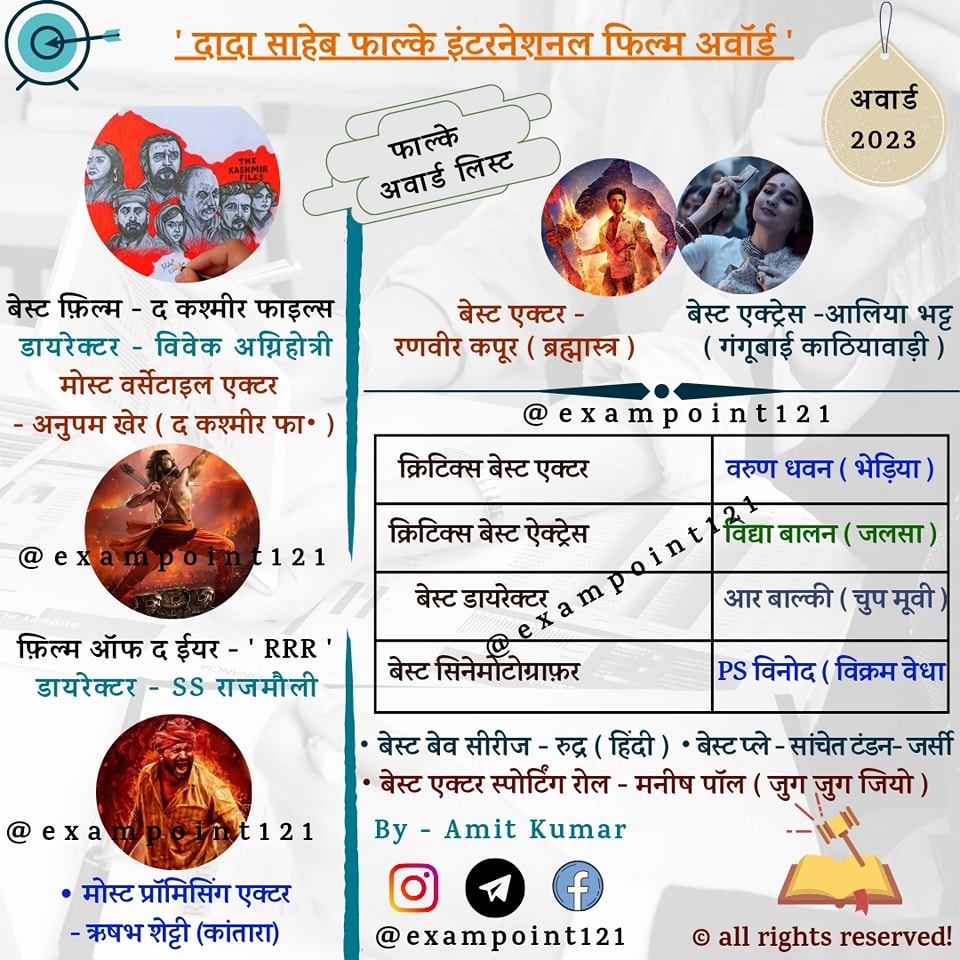 ' दादा साहेब फाल्के इंटरनेशनल फिल्म अवॉर्ड '
अवार्ड
2023
फाल्के
अवार्ड लिस्ट
THE
KASHMIR
FILES
बेस्ट फ़िल्म - द कश्मीर फाइल्स
डायरेक्टर - विवेक अग्निहोत्री
मोस्ट वर्सेटाइल एक्टर
- अनुपम खेर ( द कश्मीर फा॰ )
@exampoint121
फ़िल्म ऑफ द ईयर - ' RRR '
डायरेक्टर - SS राजमौली
@exampoint121
• मोस्ट प्रॉमिसिंग एक्टर
- ऋषभ शेट्टी (कांतारा)
बेस्ट एक्टर -
रणवीर कपूर ( ब्रह्मास्त्र )
बेस्ट एक्ट्रेस -आलिया भट्ट
( गंगूबाई काठियावाड़ी )
@exampoint121
क्रिटिक्स बेस्ट एक्टर वरुण धवन ( भेड़िया )
क्रिटिक्स बेस्ट ऐक्ट्रेस विद्या बालन ( जलसा )
बेस्ट डायरेक्टर आर बाल्की ( चुप मूवी )
बेस्ट सिनेमोटोग्राफ़र PS विनोद ( विक्रम वेधा
@exampoint121
• बेस्ट बेव सीरीज - रुद्र ( हिंदी ) • बेस्ट प्ले - सांचेत टंडन- जर्सी
• बेस्ट एक्टर स्पोर्टिंग रोल - मनीष पॉल ( जुग जुग जियो )
By - Amit Kumar
@exampoint121
© all rights reserved!